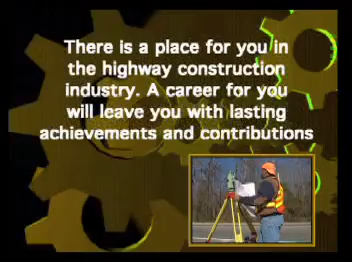 There is a place for you in
the highway construction
industry. A career for you
will leave you with lasting
achievements and contributions